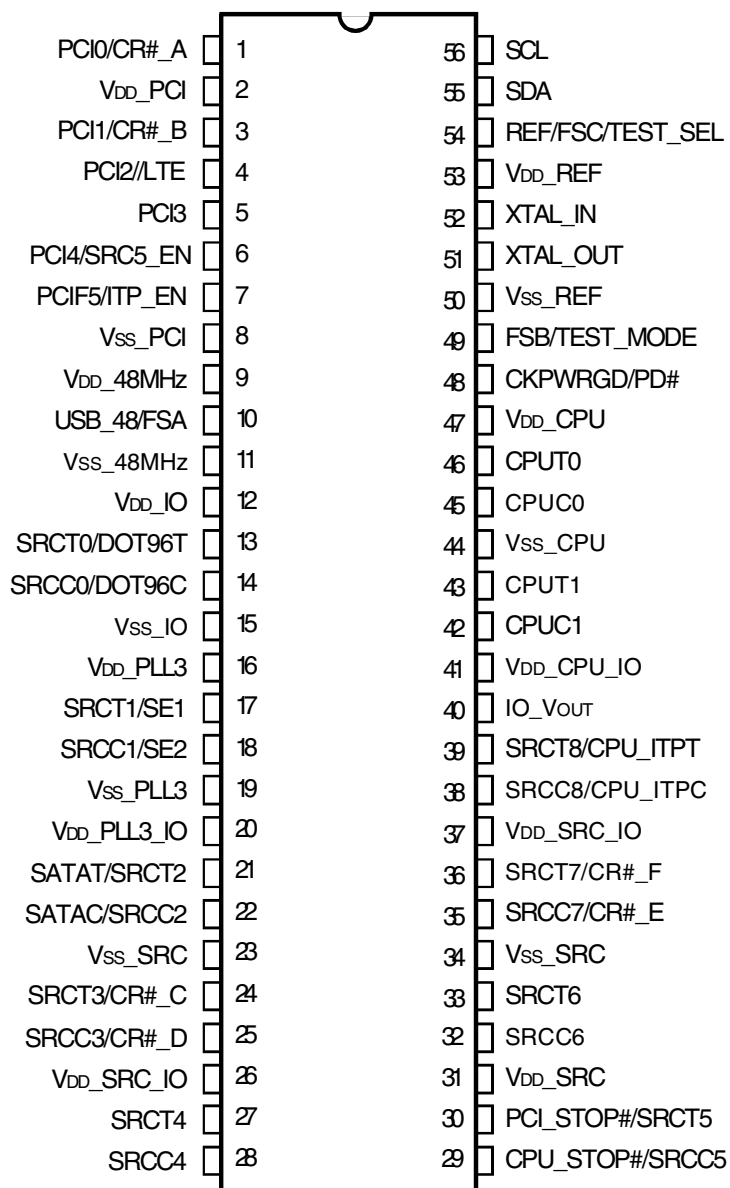 PCI0/CR#_A 1 56 SCL
VDD_PCI 2 55 SDA
PCI1/CR#_B 3 54 REF/FSC/TEST_SEL
PCI2//LTE 4 53 VDD_REF
PCI3 5 52 XTAL_IN
PCI4/SRC5_EN 6 51 XTAL_OUT
PCIF5/ITP_EN 7 50 VSS_REF
VSS_PCI 8 49 FSB/TEST_MODE
VDD_48MHz 9 48 CKPWRGD/PD#
USB_48/FSA 10 47 VDD_CPU
VSS_48MHz 11 46 CPUT0
VDD_IO 12 45 CPUC0
SRCT0/DOT96T 13 44 VSS_CPU
SRCC0/DOT96C 14 43 CPUT1
VSS_IO 15 42 CPUC1
VDD_PLL3 16 41 VDD_CPU_IO
SRCT1/SE1 17 40 IO_VOUT
SRCC1/SE2 18 39 SRCT8/CPU_ITPT
VSS_PLL3 19 38 SRCC8/CPU_ITPC
VDD_PLL3_IO 20 37 VDD_SRC_IO
SATAT/SRCT2 21 36 SRCT7/CR#_F
SATAC/SRCC2 22 35 SRCC7/CR#_E
VSS_SRC 23 34 VSS_SRC
SRCT3/CR#_C 24 33 SRCT6
SRCC3/CR#_D 25 32 SRCC6
VDD_SRC_IO 26 31 VDD_SRC
SRCT4 27 30 PCI_STOP#/SRCT5
SRCC4 28 29 CPU_STOP#/SRCC5